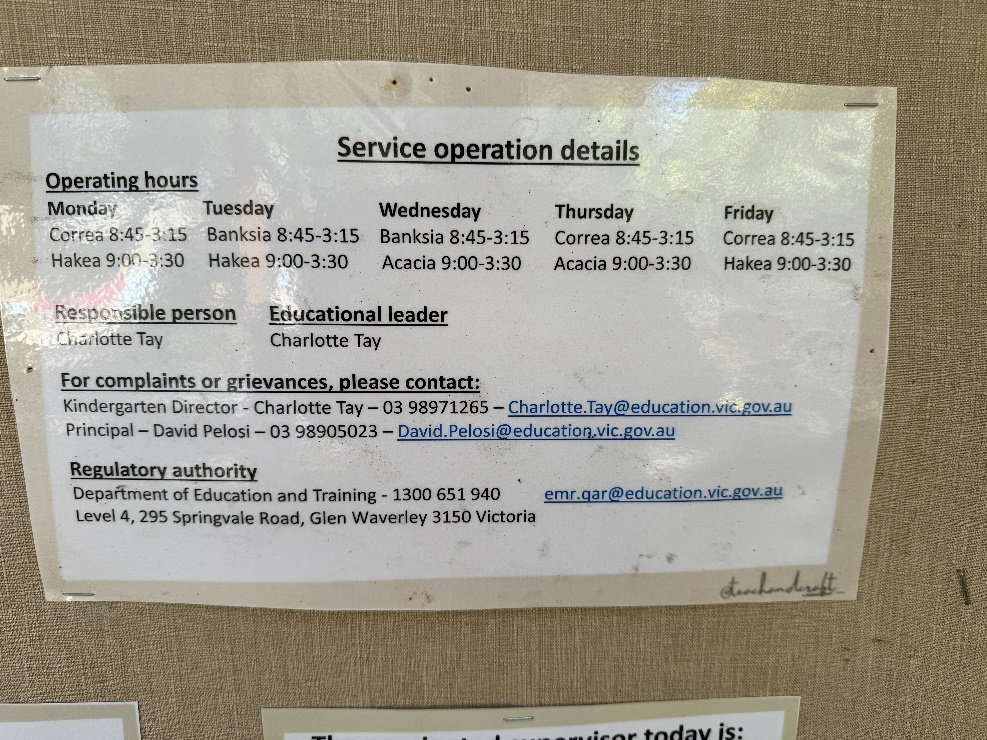 Service operation details
Operating hours
Monday Tuesday Wednesday Thursday Friday
Correa 8:45-3:15 Banksia 8:45-3:15 Banksia 8:45-3:15 Correa 8:45-3:15 Correa 8:45-3:15
Hakea 9:00-3:30 Hakea 9:00-3:30 Acacia 9:00-3:30 Acacia 9:00-3:30 Hakea 9:00-3:30
Responsible person Educational leader
Charlotte Tay Charlotte Tay
For complaints or grievances, please contact:
Kindergarten Director - Charlotte Tay – 03 98971265 – Charlotte.Tay@education.vic.gov.au
Principal – David Pelosi – 03 98905023 – David.Pelosi@education.vic.gov.au
Regulatory authority
Department of Education and Training - 1300 651 940 emr.qar@education.vic.gov.au
Level 4, 295 Springvale Road, Glen Waverley 3150 Victoria
@teachandcraft_
supervisor today is: